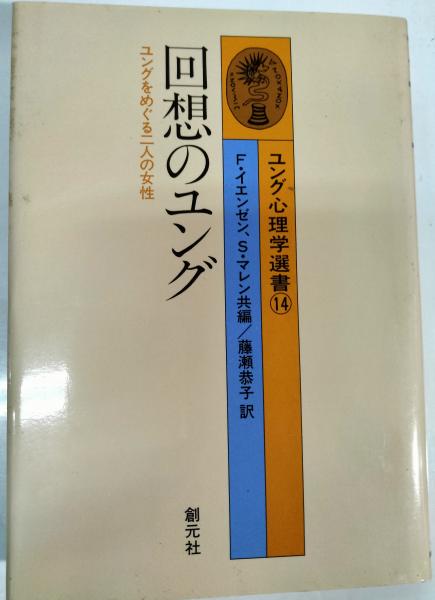 ユング心理学選書⑭
F・イエンゼン、S・マレン共編／藤瀬恭子 訳
回想のユング
ユングをめぐる二人の女性
創元社